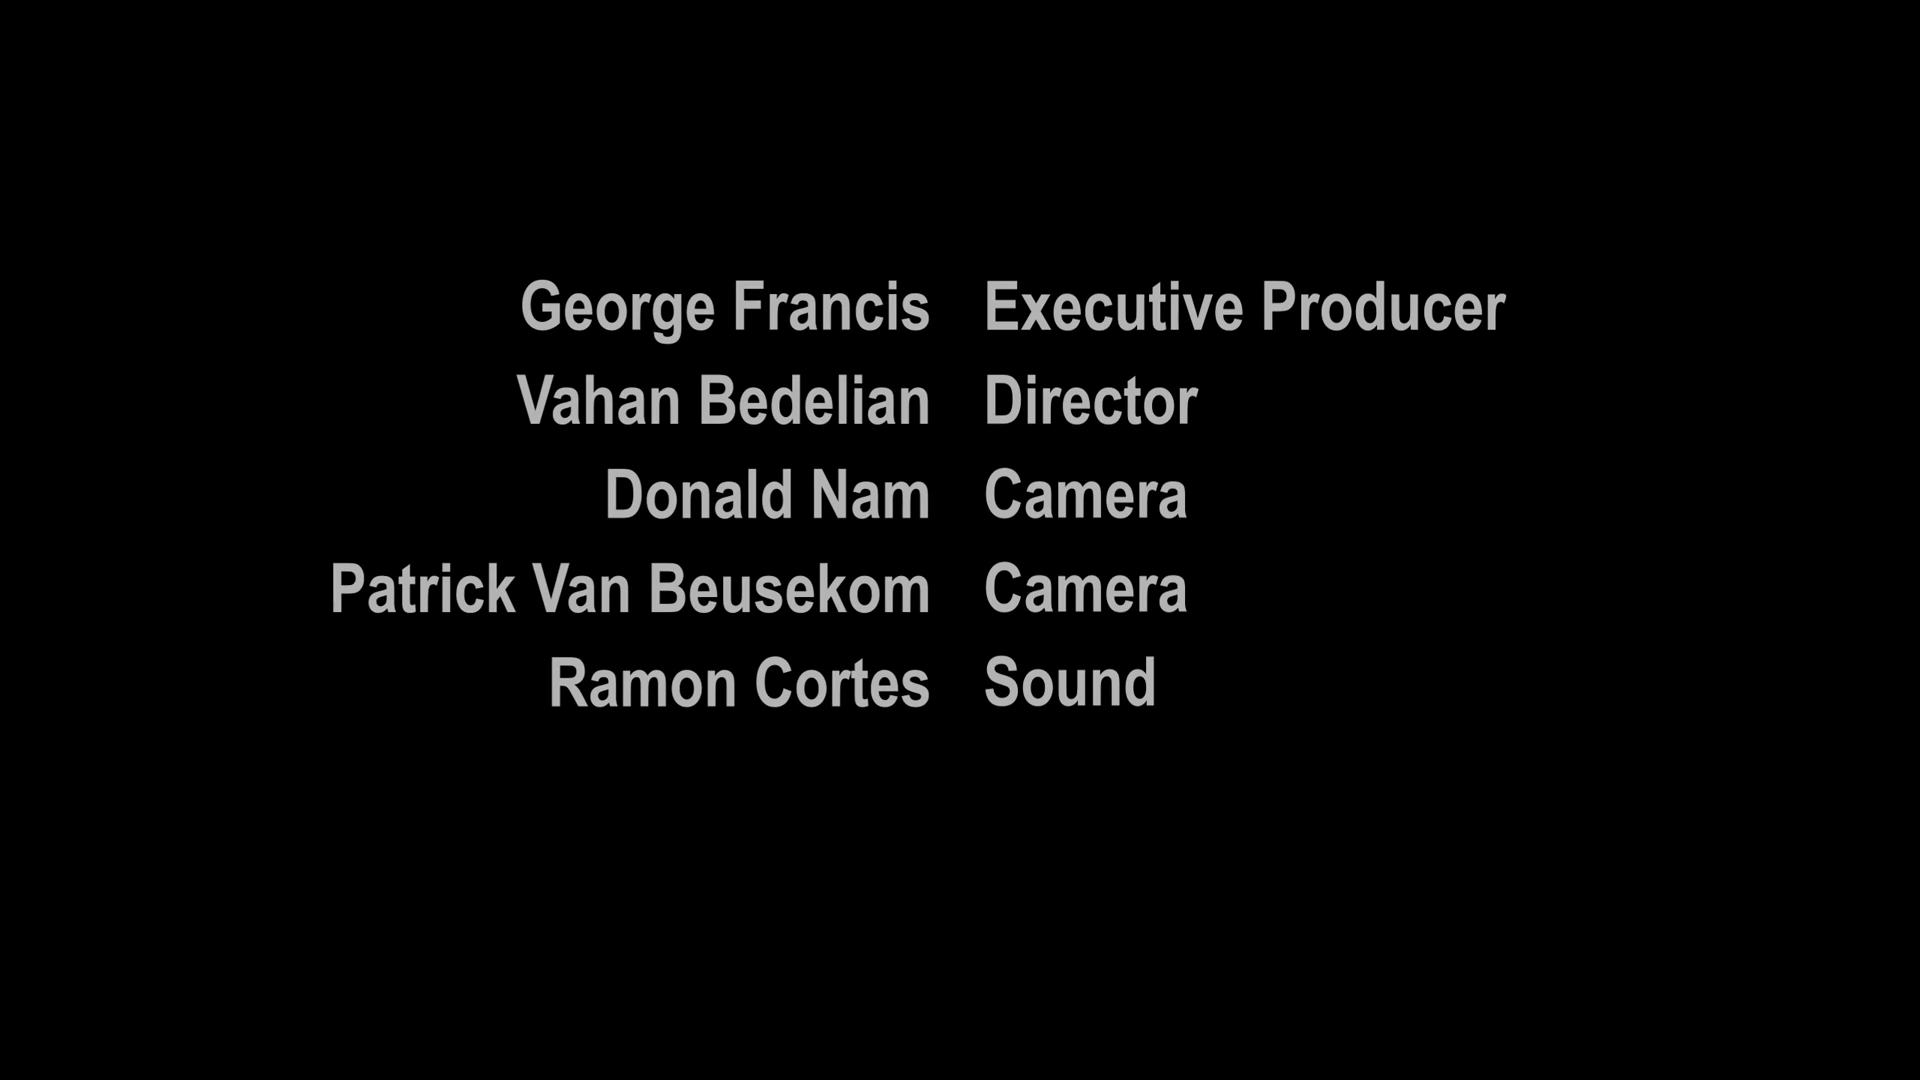 George Francis Executive Producer
Vahan Bedelian Director
Donald Nam Camera
Patrick Van Beusekom Camera
Ramon Cortes Sound